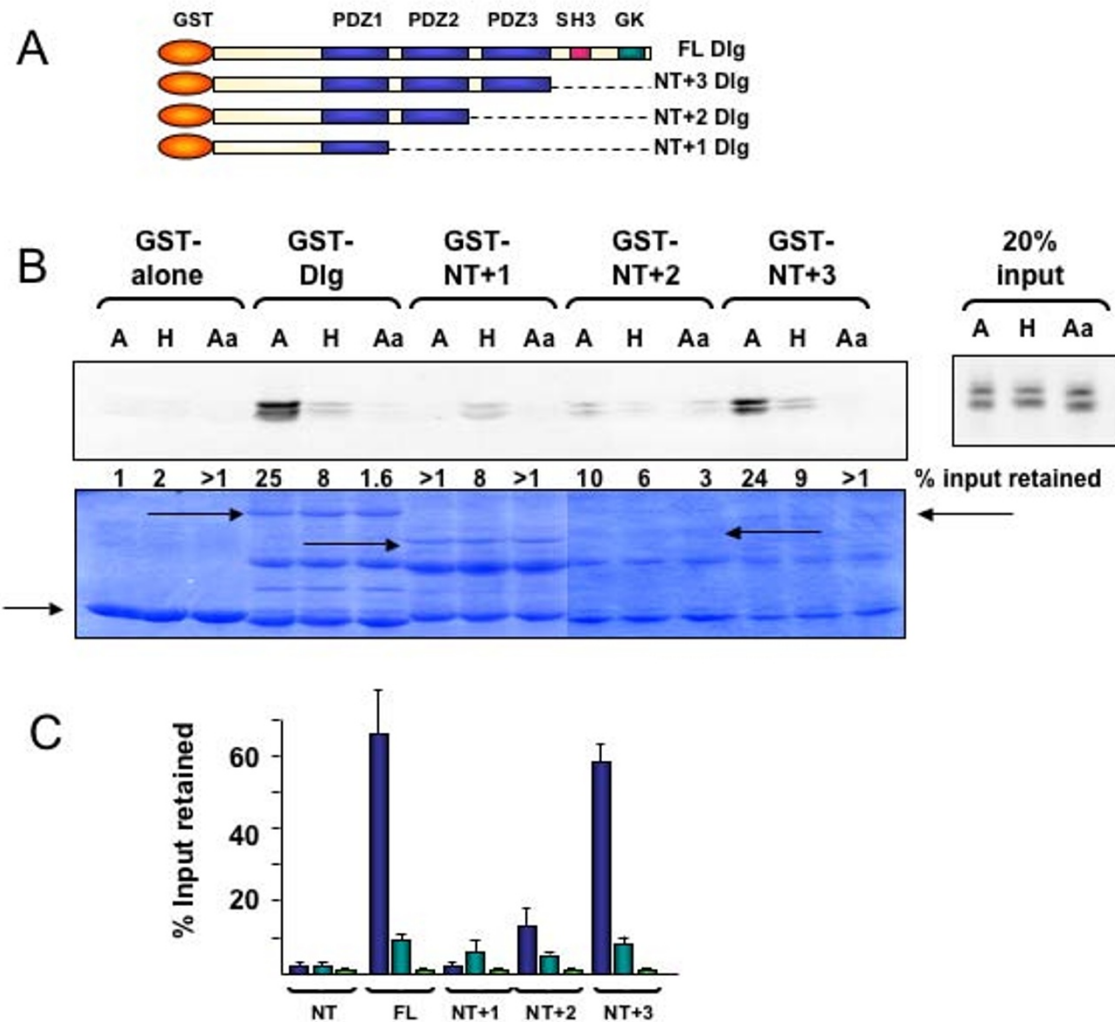 A
GST PDZ1 PDZ2 PDZ3 SH3 GK
FL Dlg
NT+3 Dlg
NT+2 Dlg
NT+1 Dlg
B
GST-alone GST-Dlg GST-NT+1 GST-NT+2 GST-NT+3 20% input
A H Aa A H Aa A H Aa A H Aa A H Aa A H Aa
1 2 >1 25 8 1.6 >1 8 >1 10 6 3 24 9 >1 % input retained
C
% Input retained
60
40
20
NT FL NT+1 NT+2 NT+3